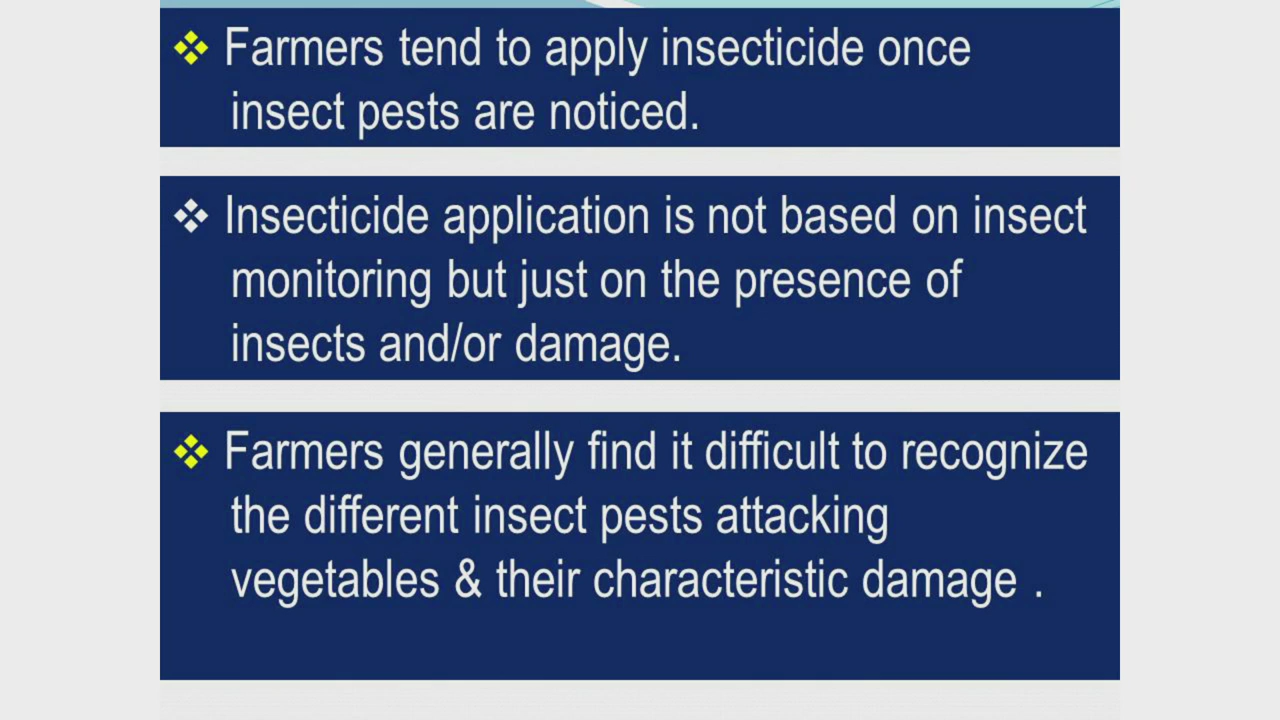 ❖ Farmers tend to apply insecticide once
insect pests are noticed.
❖ Insecticide application is not based on insect
monitoring but just on the presence of
insects and/or damage.
❖ Farmers generally find it difficult to recognize
the different insect pests attacking
vegetables & their characteristic damage .